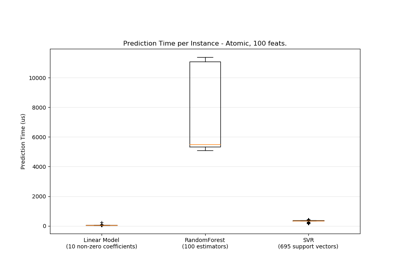 Prediction Time per Instance - Atomic, 100 feats.
Prediction Time (us)
10000
8000
6000
4000
2000
0
Linear Model
(10 non-zero coefficients)
RandomForest
(100 estimators)
SVR
(695 support vectors)